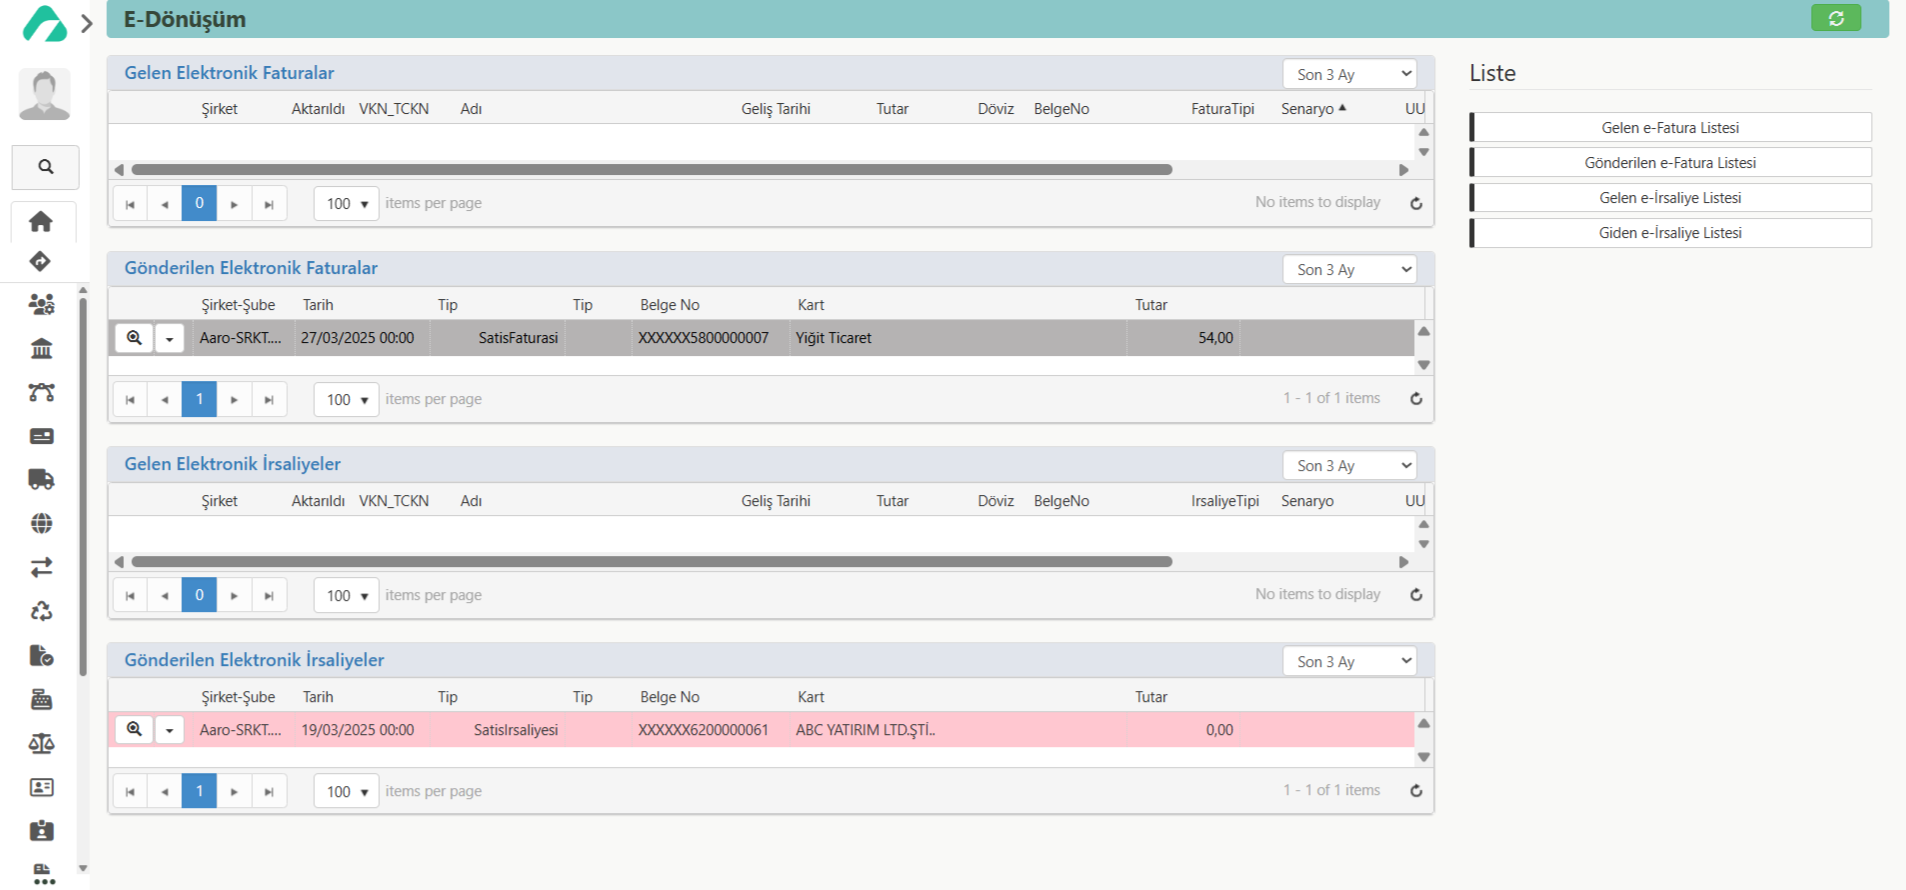 E-Dönüşüm
Gelen Elektronik Faturalar
Son 3 Ay
Şirket Aktarıldı VKN_TCKN Adı Geliş Tarihi Tutar Döviz BelgeNo FaturaTipi Senaryo UU
0 100 items per page No items to display
Gönderilen Elektronik Faturalar
Son 3 Ay
Şirket-Şube Tarih Tip Tip Belge No Kart Tutar
Aaro-SRKT.... 27/03/2025 00:00 SatisFaturasi XXXXXX5800000007 Yiğit Ticaret 54,00
1 100 items per page 1 - 1 of 1 items
Gelen Elektronik İrsaliyeler
Son 3 Ay
Şirket Aktarıldı VKN_TCKN Adı Geliş Tarihi Tutar Döviz BelgeNo IrsaliyeTipi Senaryo UU
0 100 items per page No items to display
Gönderilen Elektronik İrsaliyeler
Son 3 Ay
Şirket-Şube Tarih Tip Tip Belge No Kart Tutar
Aaro-SRKT.... 19/03/2025 00:00 SatisIrsaliyesi XXXXXX6200000061 ABC YATIRIM LTD.ŞTİ.. 0,00
1 100 items per page 1 - 1 of 1 items
Liste
Gelen e-Fatura Listesi
Gönderilen e-Fatura Listesi
Gelen e-İrsaliye Listesi
Giden e-İrsaliye Listesi